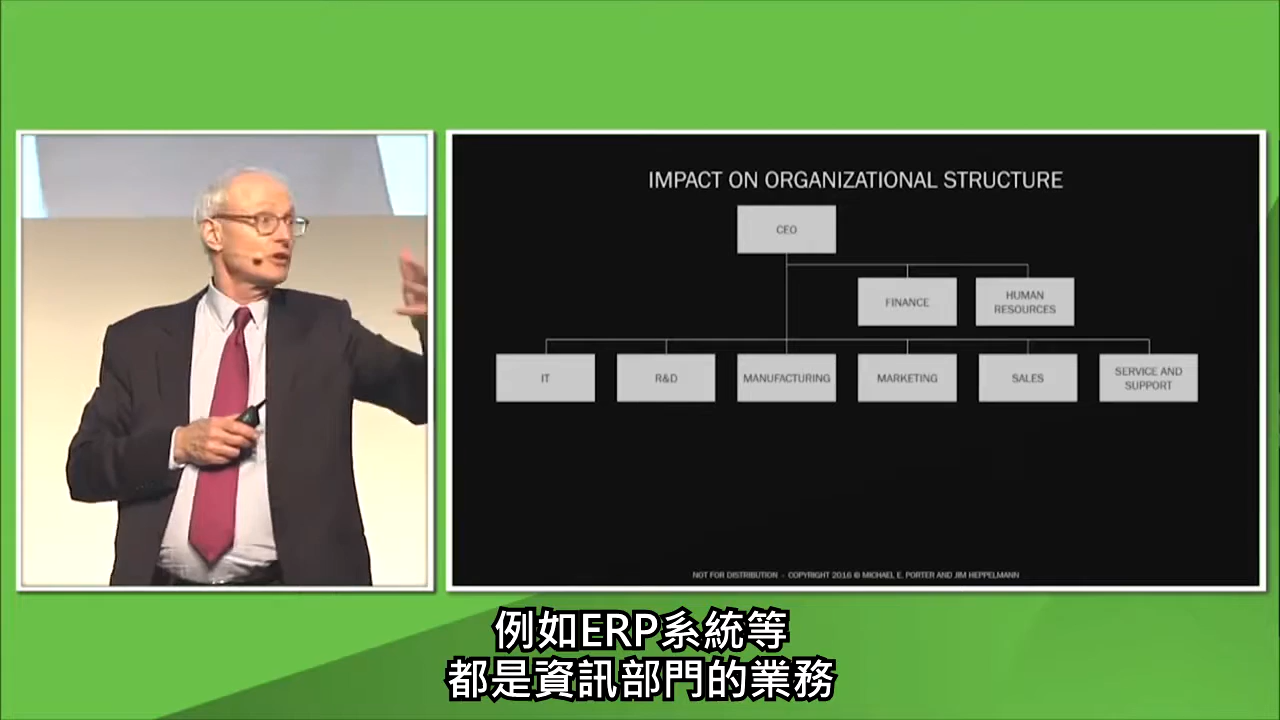 IMPACT ON ORGANIZATIONAL STRUCTURE
CEO
FINANCE
HUMAN
RESOURCES
IT
R&D
MANUFACTURING
MARKETING
SALES
SERVICE AND
SUPPORT
NOT FOR DISTRIBUTION – COPYRIGHT 2016 © MICHAEL E. PORTER AND JIM HEPPELMANN
例如ERP系統等
都是資訊部門的業務